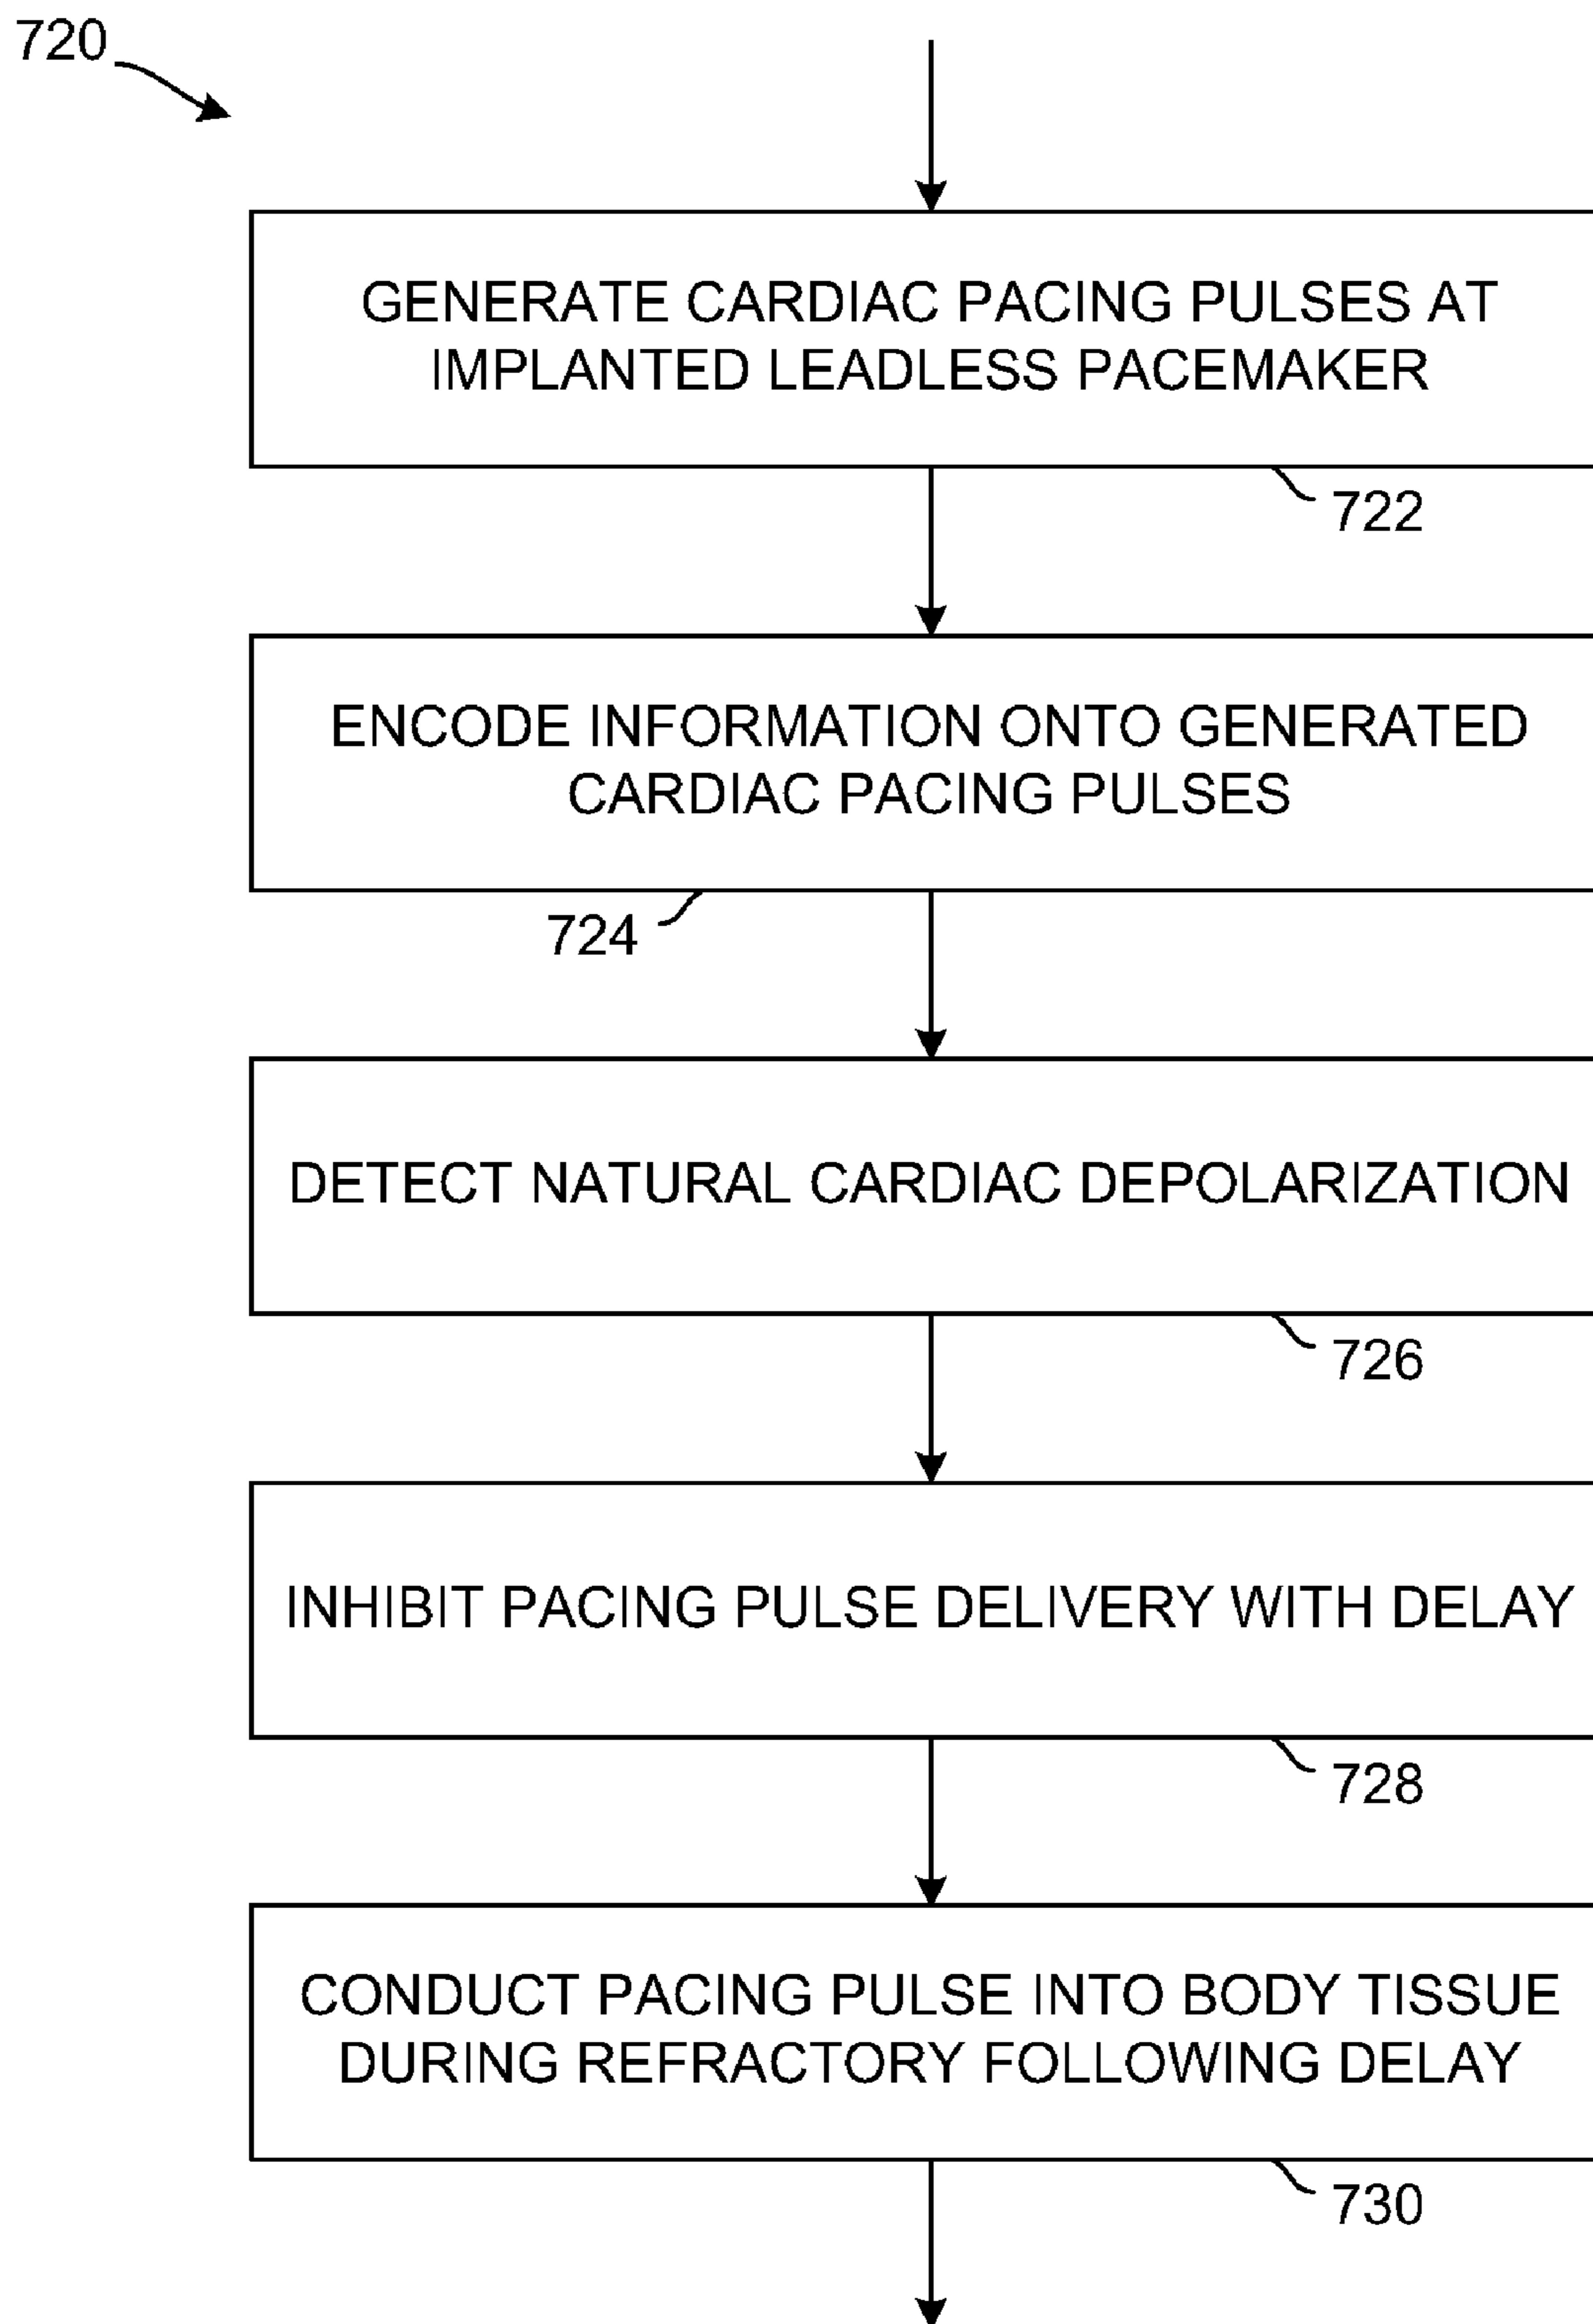 720
GENERATE CARDIAC PACING PULSES AT
IMPLANTED LEADLESS PACEMAKER
722
ENCODE INFORMATION ONTO GENERATED
CARDIAC PACING PULSES
724
DETECT NATURAL CARDIAC DEPOLARIZATION
726
INHIBIT PACING PULSE DELIVERY WITH DELAY
728
CONDUCT PACING PULSE INTO BODY TISSUE
DURING REFRACTORY FOLLOWING DELAY
730